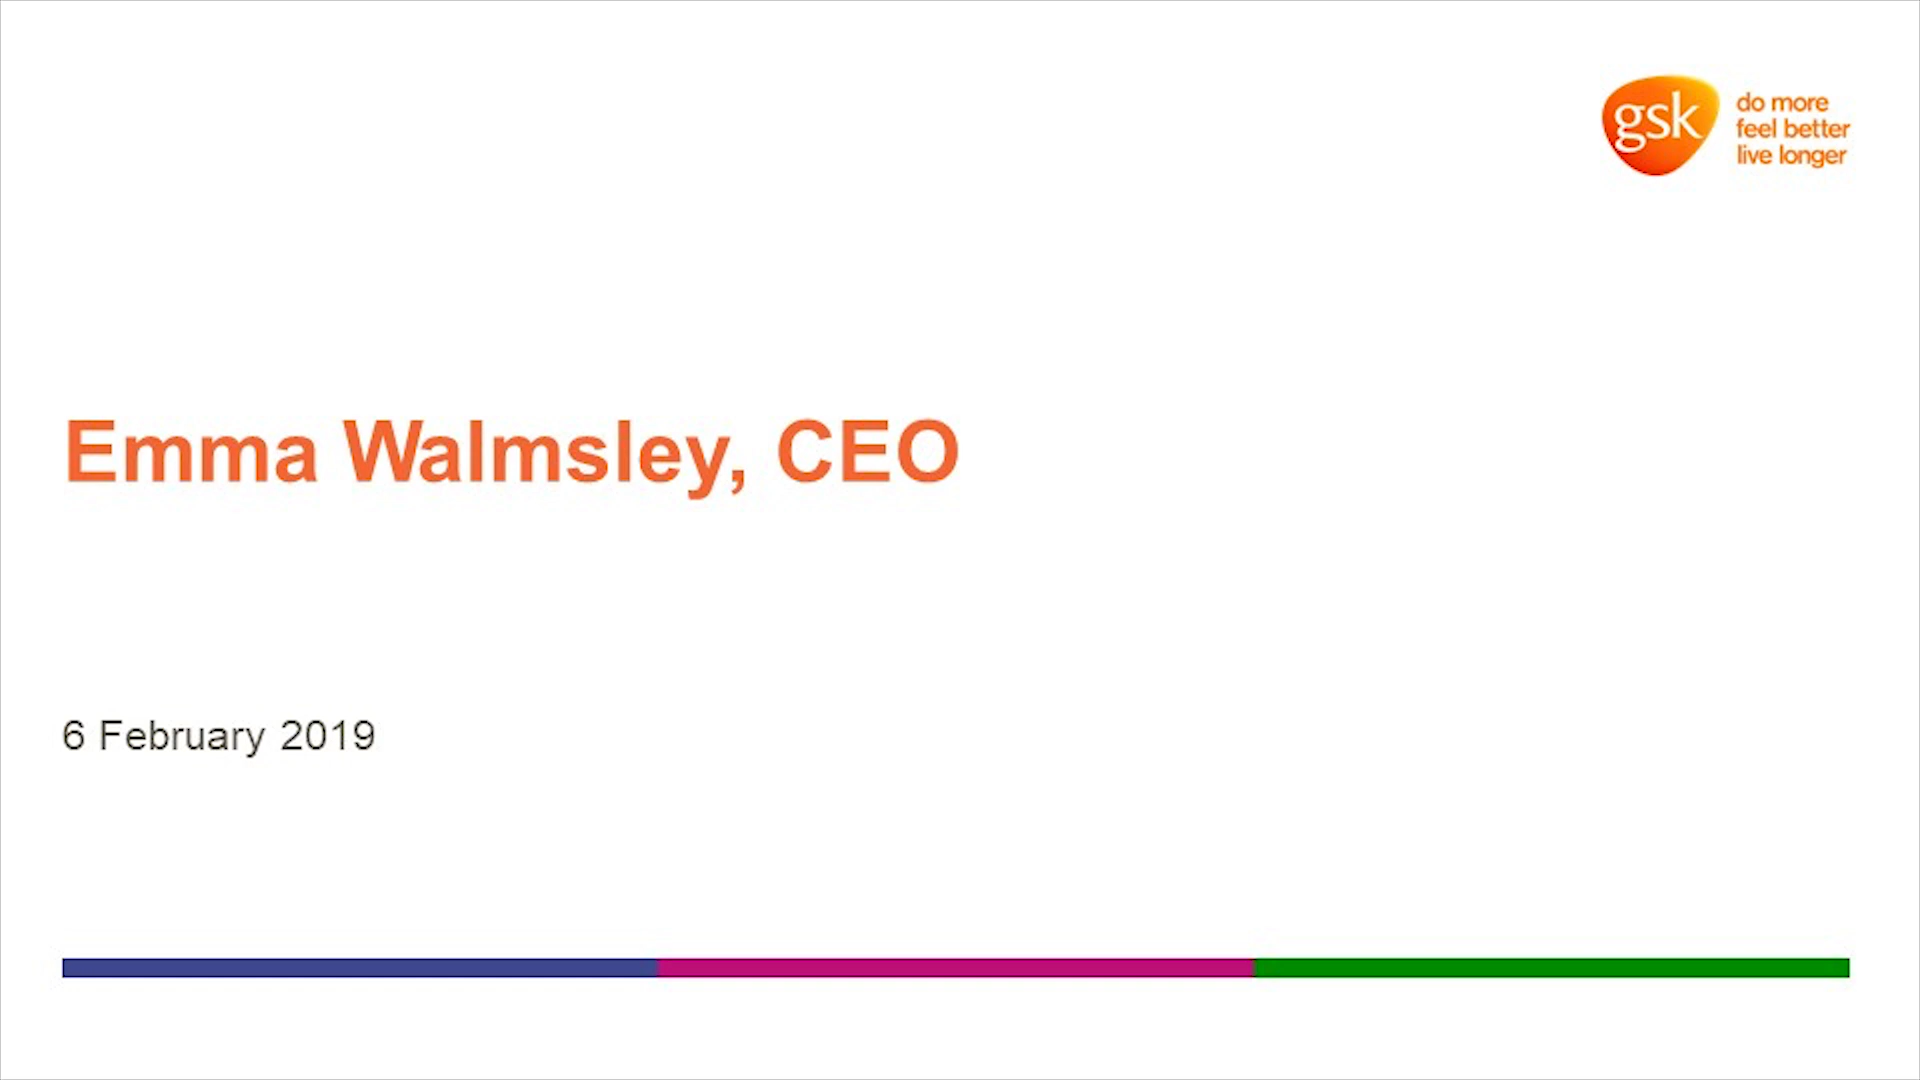 gsk
do more
feel better
live longer
Emma Walmsley, CEO
6 February 2019